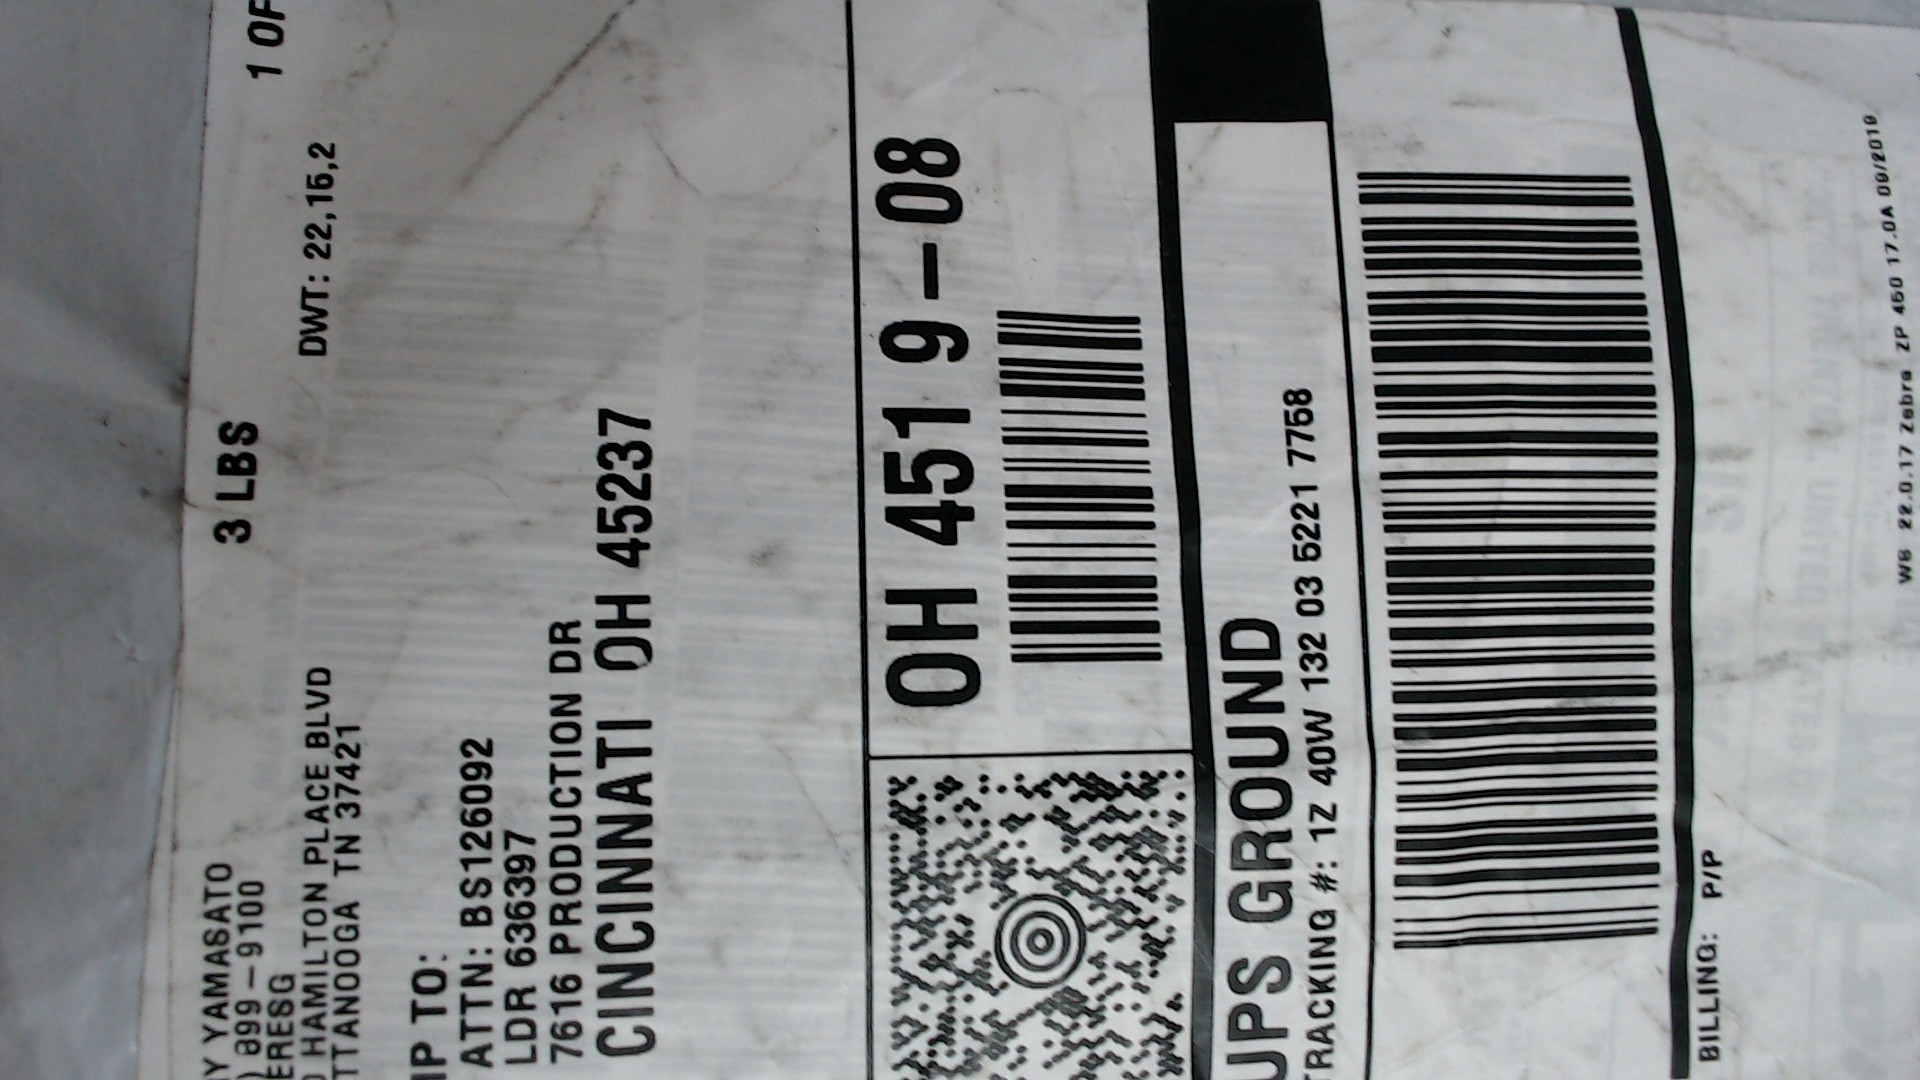 Y YAMASATO
) 899-9100
ERESG
HAMILTON PLACE BLVD
TTANOOGA TN 37421
3 LBS
1 OF
DWT: 22,16,2
IP TO:
ATTN: BS126092
LDR 636397
7616 PRODUCTION DR
CINCINNATI OH 45237
OH 451 9-08
UPS GROUND
TRACKING #: 1Z 40W 132 03 5221 7768
BILLING: P/P
WS 22.0.17 Zebra ZP 450 17.0A 09/2019